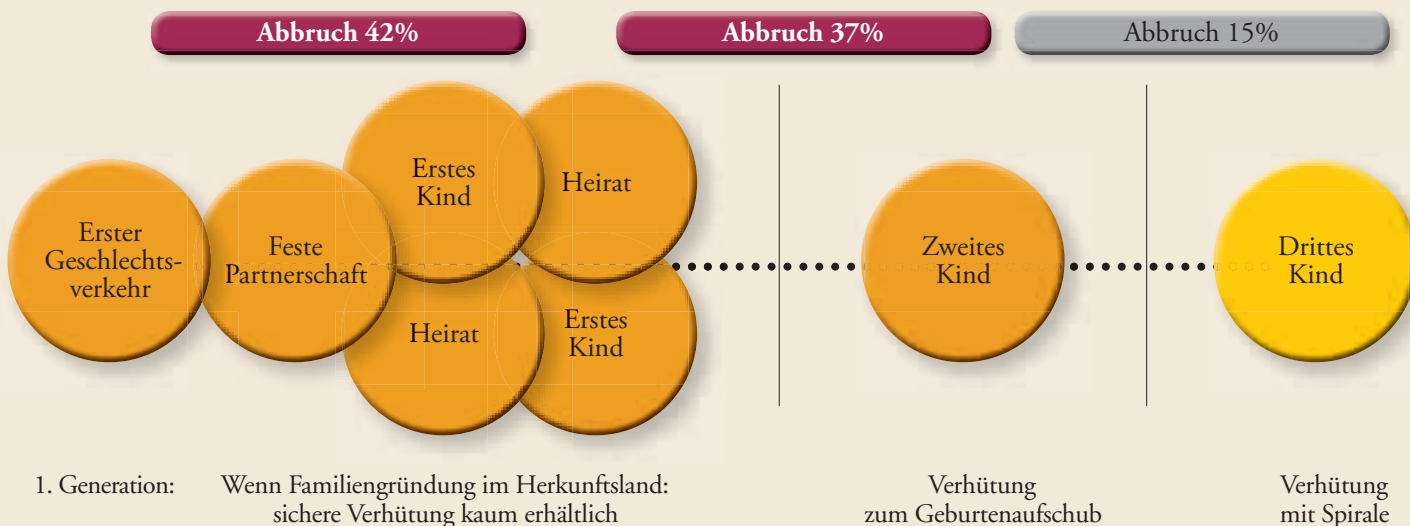 Abbruch 42%
Abbruch 37%
Abbruch 15%
Erster
Geschlechts-
verkehr
Feste
Partnerschaft
Erstes
Kind
Heirat
Heirat
Erstes
Kind
Zweites
Kind
Drittes
Kind
1. Generation:
Wenn Familiengründung im Herkunftsland:
sichere Verhütung kaum erhältlich
Verhütung
zum Geburtenaufschub
Verhütung
mit Spirale